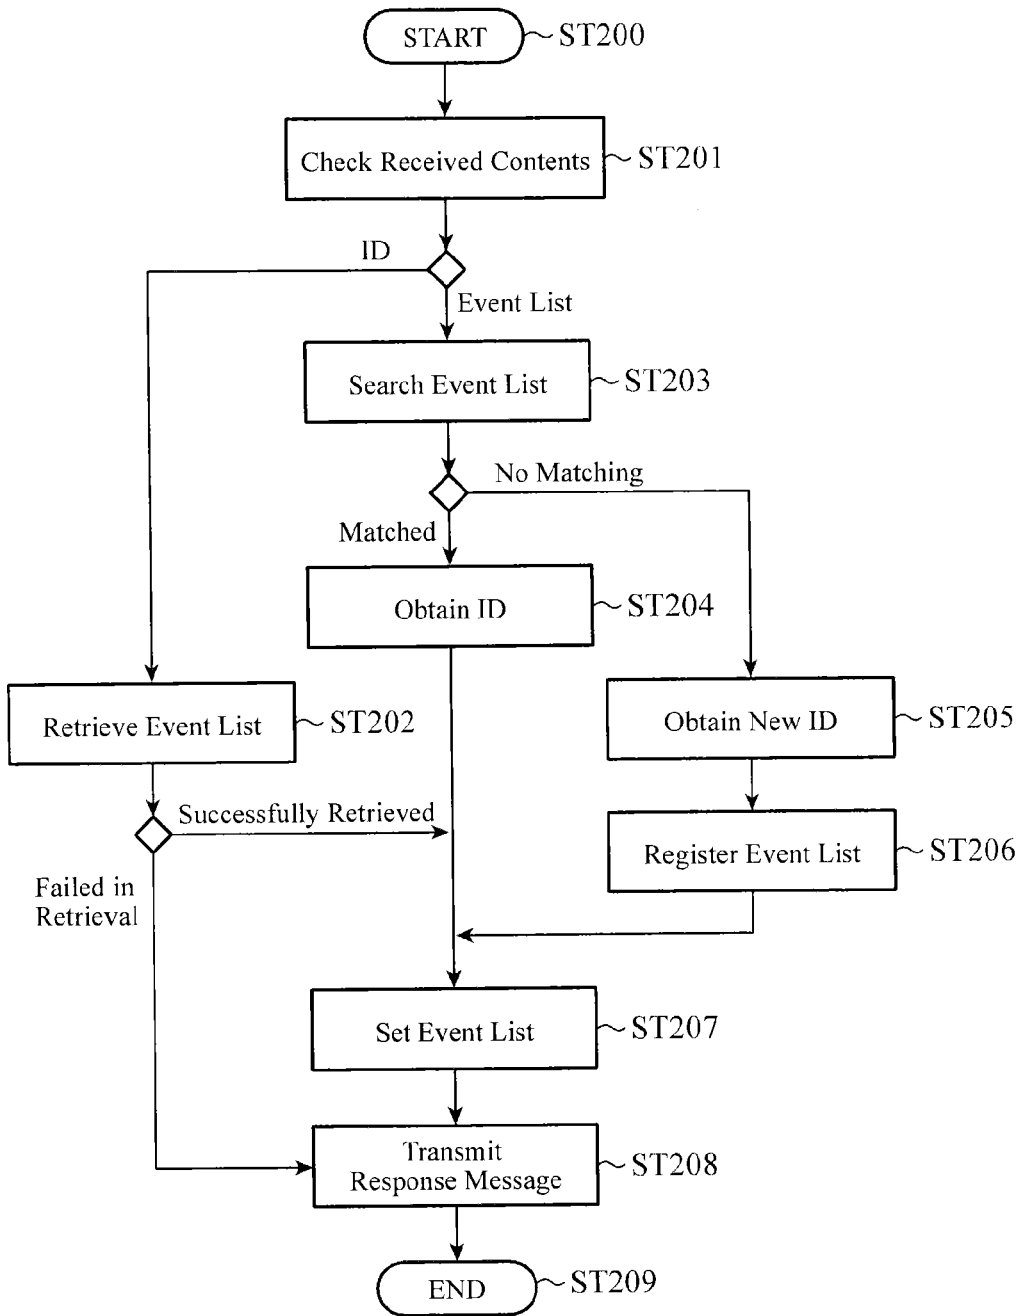 START
ST200
Check Received Contents
ST201
ID
Event List
Search Event List
ST203
No Matching
Matched
Obtain ID
ST204
Retrieve Event List
ST202
Obtain New ID
ST205
Successfully Retrieved
Register Event List
ST206
Failed in
Retrieval
Set Event List
ST207
Transmit
Response Message
ST208
END
ST209